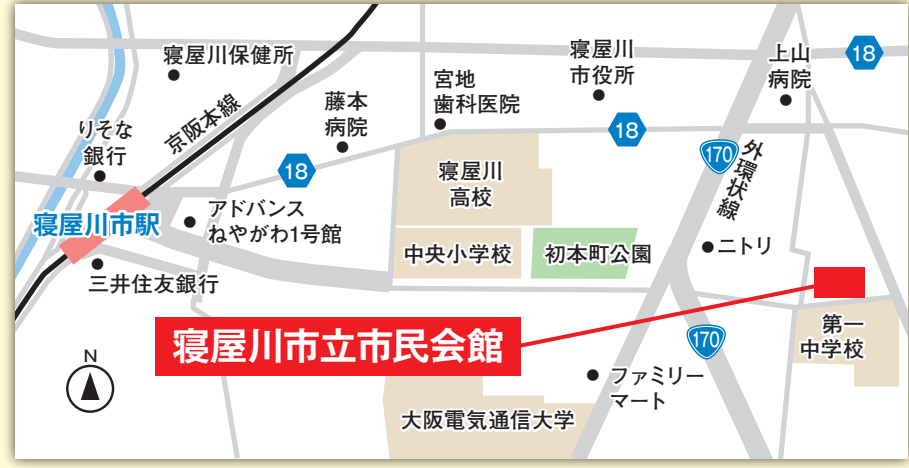 寝屋川保健所
寝屋川
市役所
上山
病院
18
京阪本線
藤本
病院
宮地
歯科医院
18
りそな
銀行
18
170
外環状線
寝屋川
高校
寝屋川市駅
アドバンス
ねやがわ1号館
中央小学校
初本町公園
ニトリ
三井住友銀行
寝屋川市立市民会館
170
第一
中学校
N
ファミリー
マート
大阪電気通信大学